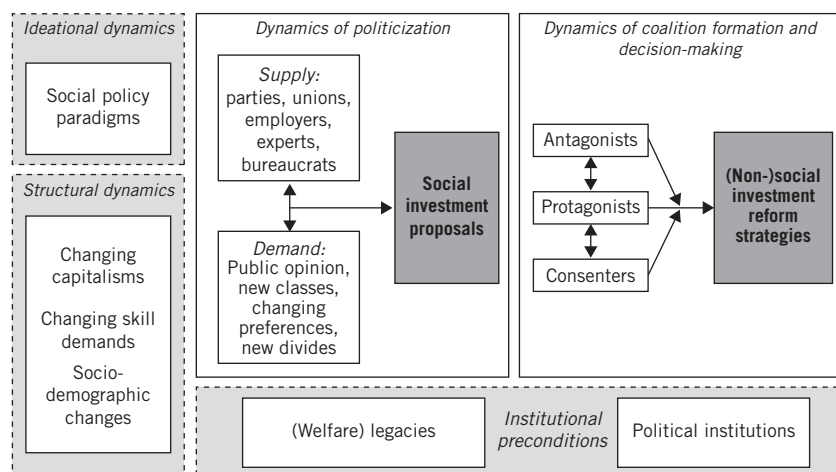 Ideational dynamics
Social policy
paradigms
Structural dynamics
Changing
capitalisms
Changing skill
demands
Socio-
demographic
changes
Dynamics of politicization
Supply:
parties, unions,
employers,
experts,
bureaucrats
Demand:
Public opinion,
new classes,
changing
preferences,
new divides
Social
investment
proposals
Dynamics of coalition formation and
decision-making
Antagonists
Protagonists
Consenters
(Non-)social
investment
reform
strategies
(Welfare) legacies
Institutional
preconditions
Political institutions